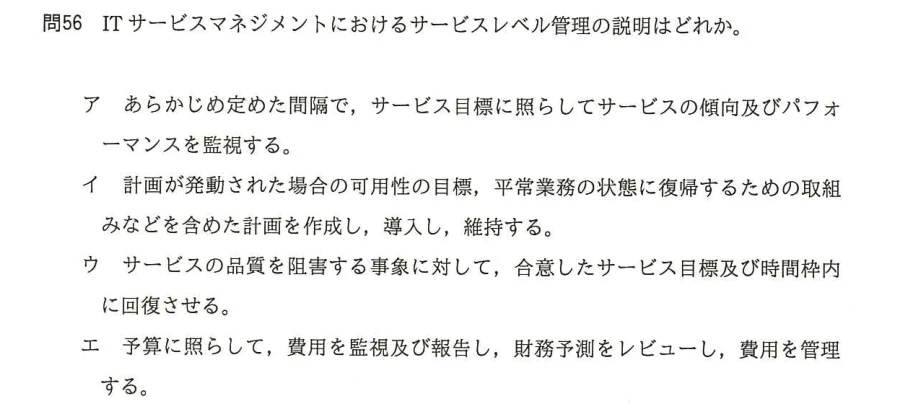 問56　IT サービスマネジメントにおけるサービスレベル管理の説明はどれか。
ア　あらかじめ定めた間隔で，サービス目標に照らしてサービスの傾向及びパフォ
ーマンスを監視する。
イ　計画が発動された場合の可用性の目標，平常業務の状態に復帰するための取組
みなどを含めた計画を作成し，導入し，維持する。
ウ　サービスの品質を阻害する事象に対して，合意したサービス目標及び時間枠内
に回復させる。
エ　予算に照らして，費用を監視及び報告し，財務予測をレビューし，費用を管理
する。